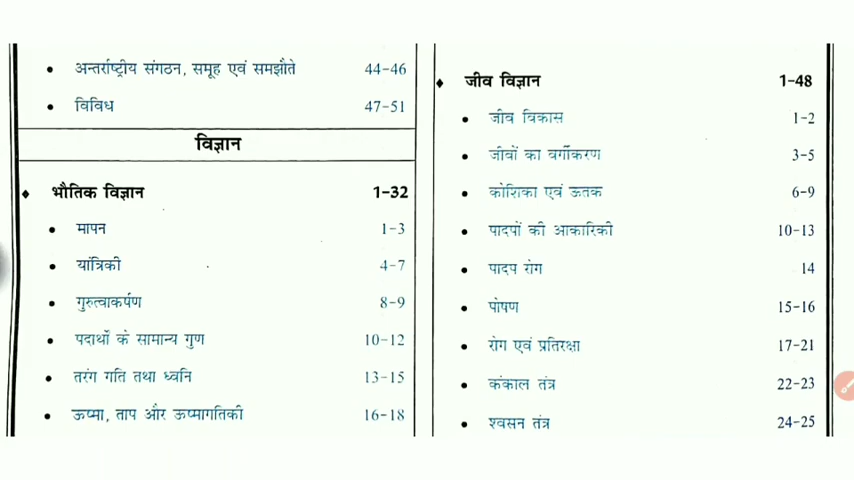 • अन्तर्राष्ट्रीय संगठन, समूह एवं समझौते 44-46
• विविध 47-51
विज्ञान
♦ भौतिक विज्ञान 1-32
• मापन 1-3
• यांत्रिकी 4-7
• गुरुत्वाकर्षण 8-9
• पदार्थो के सामान्य गुण 10-12
• तरंग गति तथा ध्वनि 13-15
• ऊष्मा, ताप और ऊष्मागतिकी 16-18
♦ जीव विज्ञान 1-48
• जीव विकास 1-2
• जीवों का वर्गीकरण 3-5
• कोशिका एवं ऊतक 6-9
• पादपों की आकारिकी 10-13
• पादप रोग 14
• पोषण 15-16
• रोग एवं प्रतिरक्षा 17-21
• कंकाल तंत्र 22-23
• श्वसन तंत्र 24-25